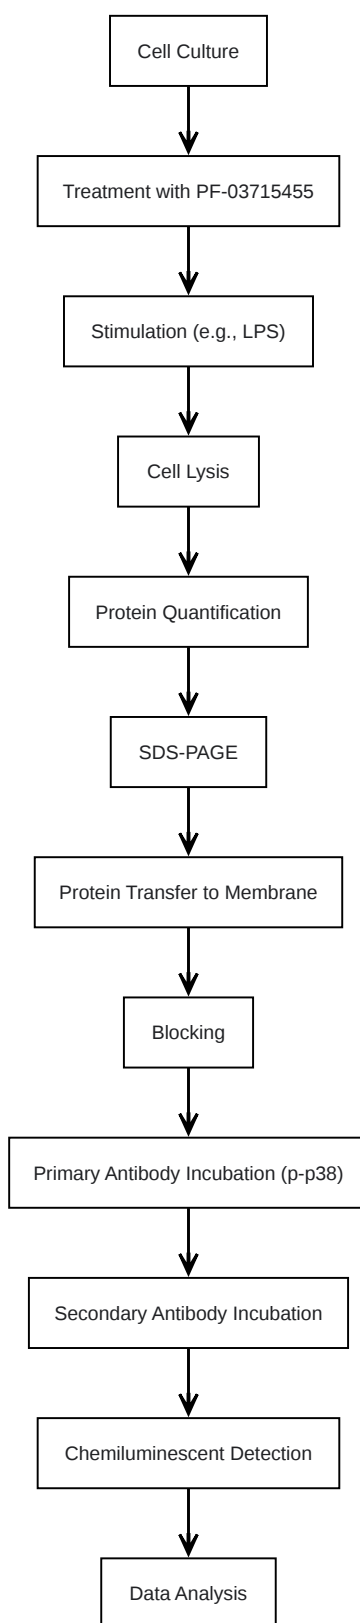 Cell Culture
Treatment with PF-03715455
Stimulation (e.g., LPS)
Cell Lysis
Protein Quantification
SDS-PAGE
Protein Transfer to Membrane
Blocking
Primary Antibody Incubation (p-p38)
Secondary Antibody Incubation
Chemiluminescent Detection
Data Analysis